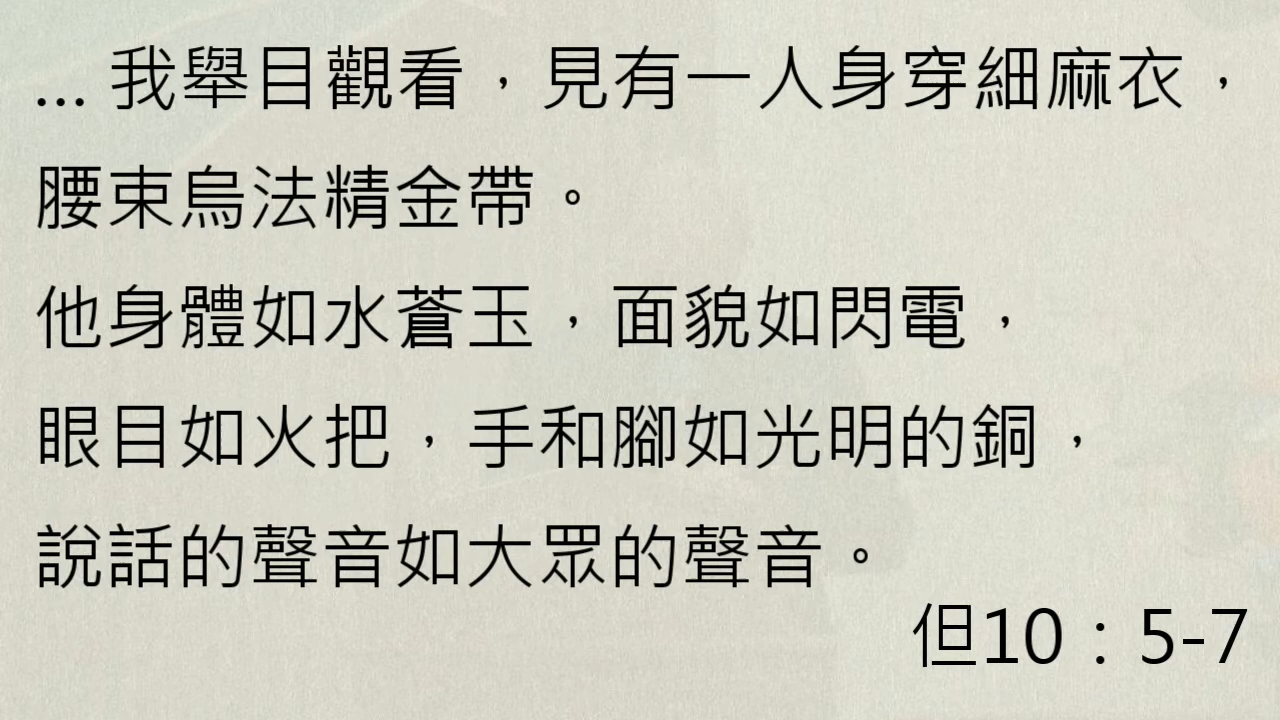 ... 我舉目觀看，見有一人身穿細麻衣，
腰束烏法精金帶。
他身體如水蒼玉，面貌如閃電，
眼目如火把，手和腳如光明的銅，
說話的聲音如大眾的聲音。
但10：5-7